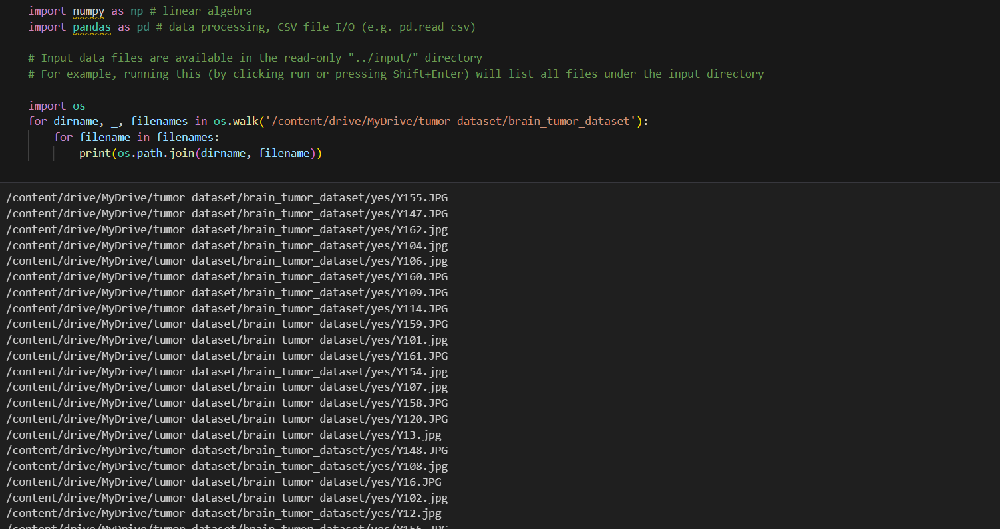 import numpy as np # linear algebra
import pandas as pd # data processing, CSV file I/O (e.g. pd.read_csv)
# Input data files are available in the read-only "../input/" directory
# For example, running this (by clicking run or pressing Shift+Enter) will list all files under the input directory
import os
for dirname, _, filenames in os.walk('/content/drive/MyDrive/tumor dataset/brain_tumor_dataset'):
    for filename in filenames:
        print(os.path.join(dirname, filename))
/content/drive/MyDrive/tumor dataset/brain_tumor_dataset/yes/Y155.JPG
/content/drive/MyDrive/tumor dataset/brain_tumor_dataset/yes/Y147.JPG
/content/drive/MyDrive/tumor dataset/brain_tumor_dataset/yes/Y162.jpg
/content/drive/MyDrive/tumor dataset/brain_tumor_dataset/yes/Y104.jpg
/content/drive/MyDrive/tumor dataset/brain_tumor_dataset/yes/Y106.jpg
/content/drive/MyDrive/tumor dataset/brain_tumor_dataset/yes/Y160.JPG
/content/drive/MyDrive/tumor dataset/brain_tumor_dataset/yes/Y109.JPG
/content/drive/MyDrive/tumor dataset/brain_tumor_dataset/yes/Y114.JPG
/content/drive/MyDrive/tumor dataset/brain_tumor_dataset/yes/Y159.JPG
/content/drive/MyDrive/tumor dataset/brain_tumor_dataset/yes/Y101.jpg
/content/drive/MyDrive/tumor dataset/brain_tumor_dataset/yes/Y161.JPG
/content/drive/MyDrive/tumor dataset/brain_tumor_dataset/yes/Y154.jpg
/content/drive/MyDrive/tumor dataset/brain_tumor_dataset/yes/Y107.jpg
/content/drive/MyDrive/tumor dataset/brain_tumor_dataset/yes/Y158.JPG
/content/drive/MyDrive/tumor dataset/brain_tumor_dataset/yes/Y120.JPG
/content/drive/MyDrive/tumor dataset/brain_tumor_dataset/yes/Y13.jpg
/content/drive/MyDrive/tumor dataset/brain_tumor_dataset/yes/Y148.JPG
/content/drive/MyDrive/tumor dataset/brain_tumor_dataset/yes/Y108.jpg
/content/drive/MyDrive/tumor dataset/brain_tumor_dataset/yes/Y16.JPG
/content/drive/MyDrive/tumor dataset/brain_tumor_dataset/yes/Y102.jpg
/content/drive/MyDrive/tumor dataset/brain_tumor_dataset/yes/Y12.jpg
/content/drive/MyDrive/tumor dataset/brain_tumor_dataset/yes/Y156.JPG